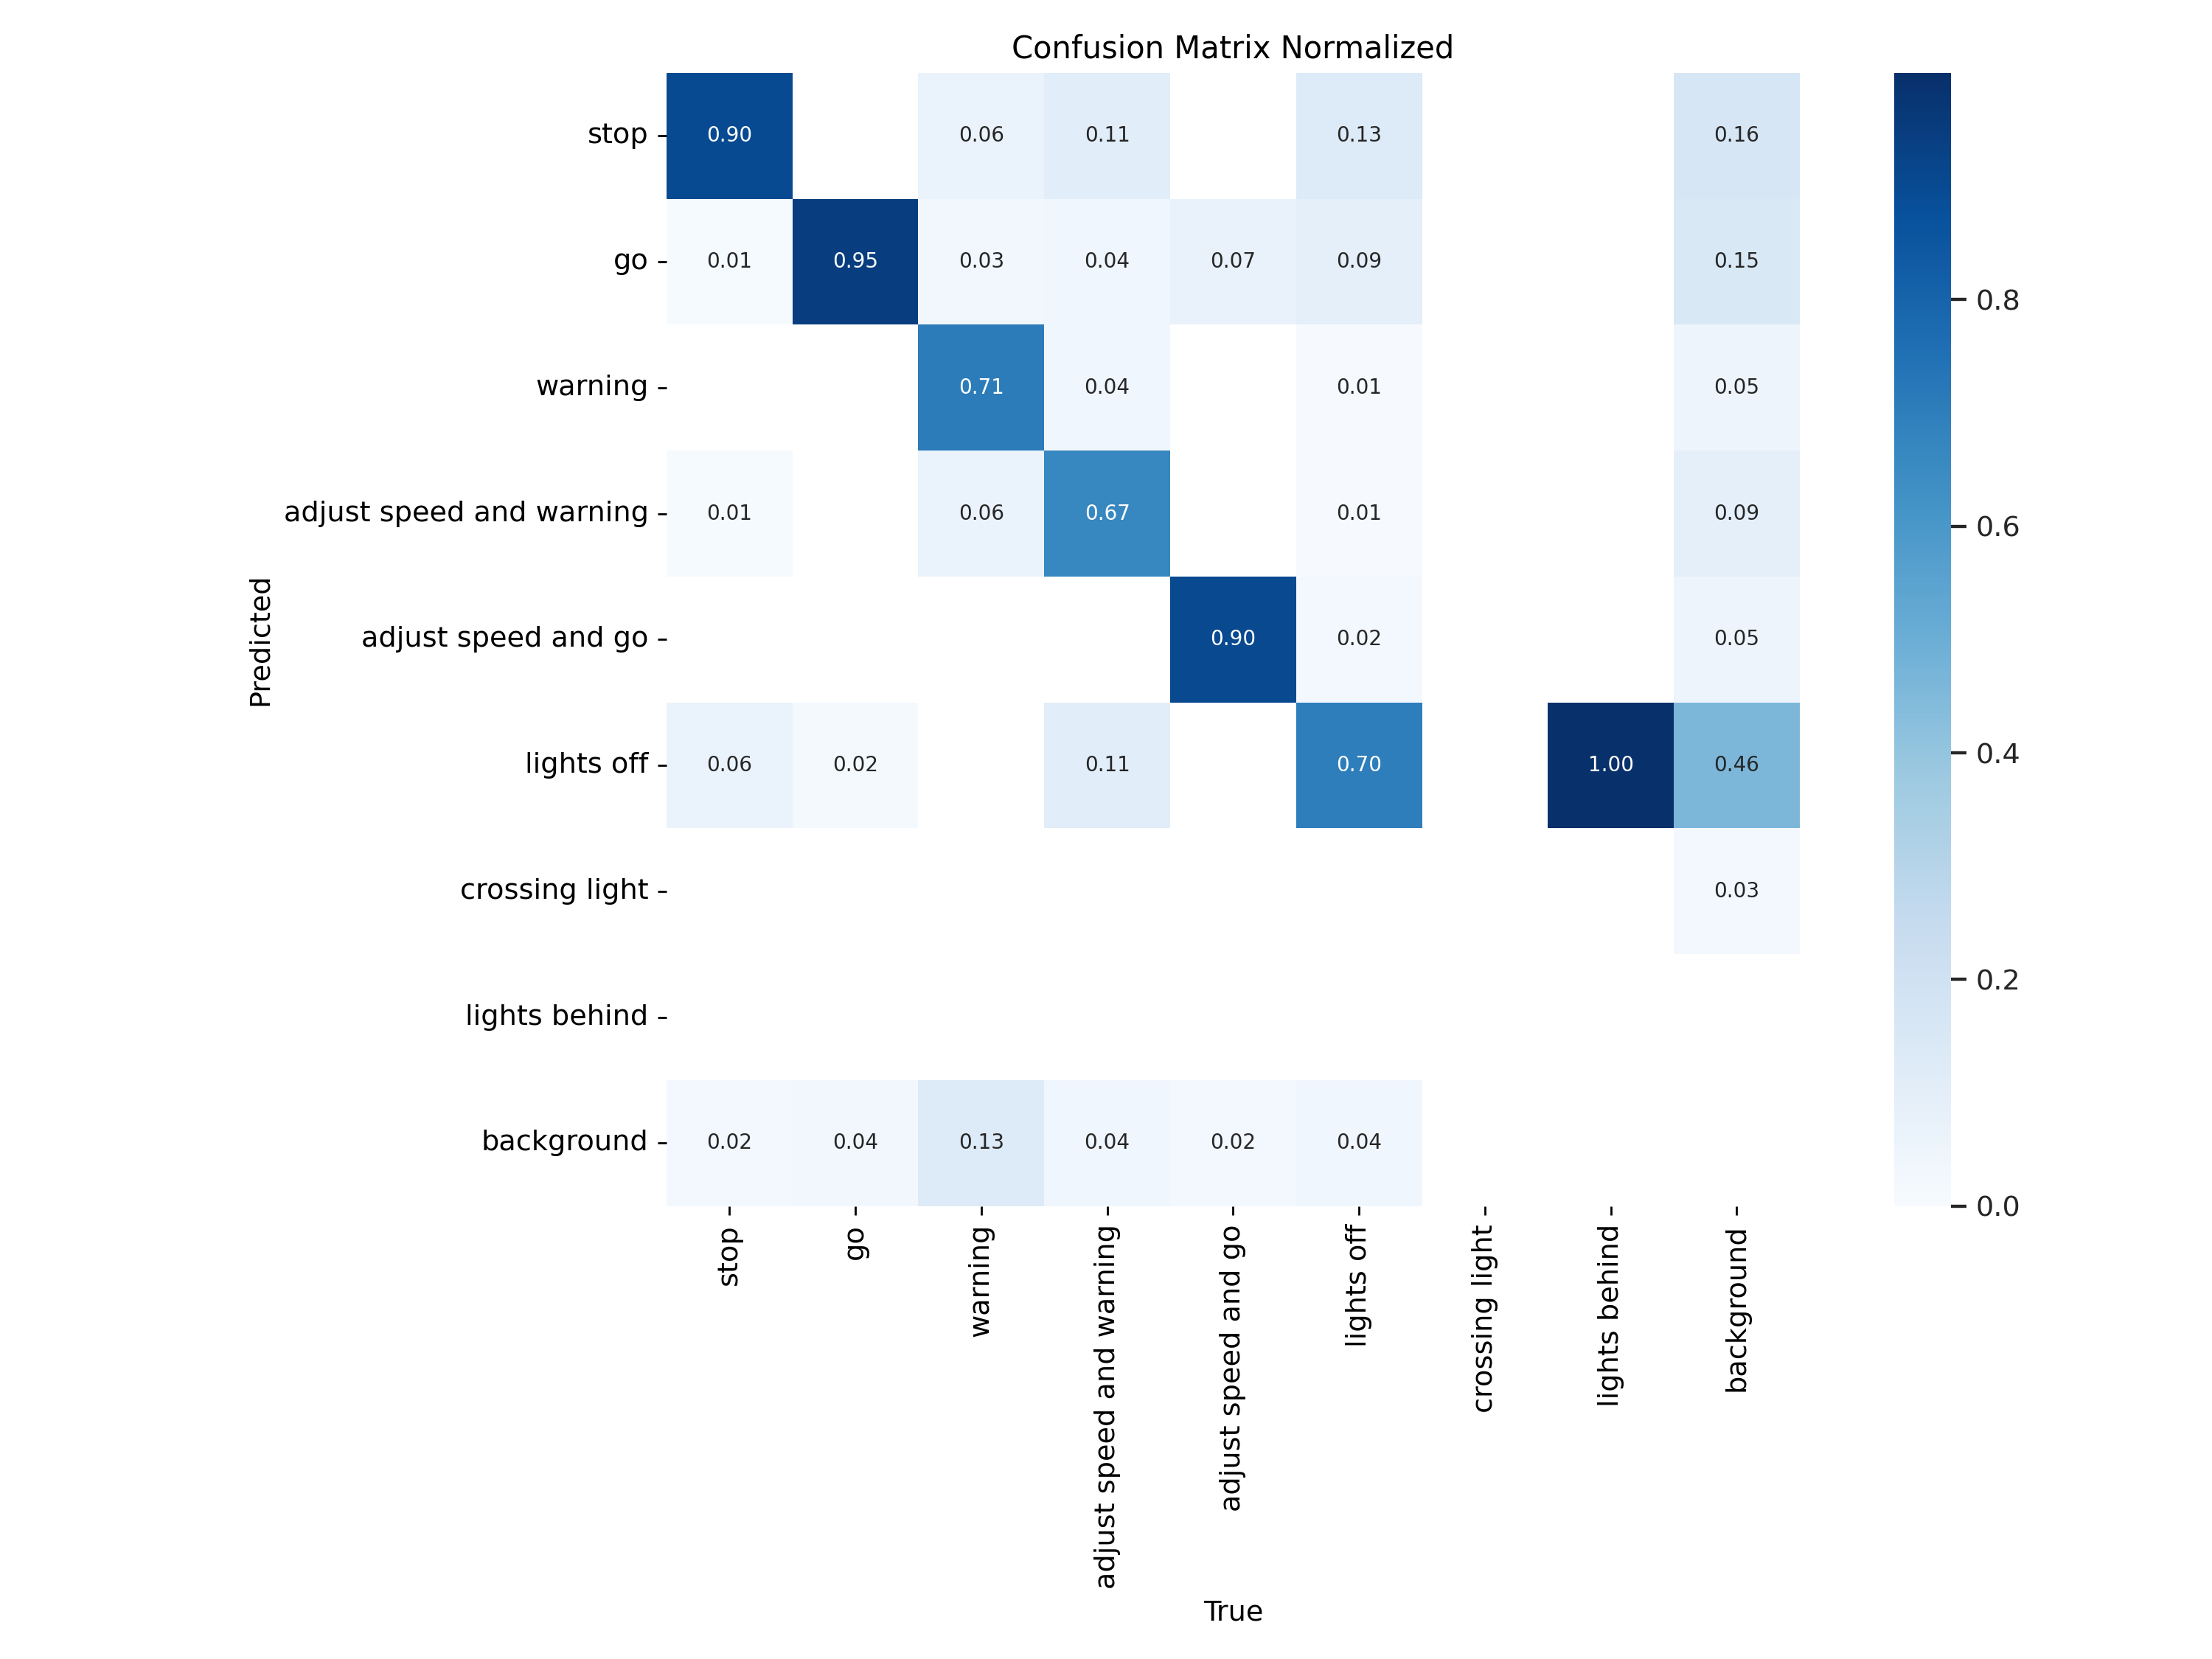 Confusion Matrix Normalized
stop 0.90 0.06 0.11 0.13 0.16
go 0.01 0.95 0.03 0.04 0.07 0.09 0.15
warning 0.71 0.04 0.01 0.05
adjust speed and warning 0.01 0.06 0.67 0.01 0.09
adjust speed and go 0.90 0.02 0.05
lights off 0.06 0.02 0.11 0.70 1.00 0.46
crossing light 0.03
lights behind
background 0.02 0.04 0.13 0.04 0.02 0.04
Predicted
stop
go
warning
adjust speed and warning
adjust speed and go
lights off
crossing light
lights behind
background
True
0.8
0.6
0.4
0.2
0.0